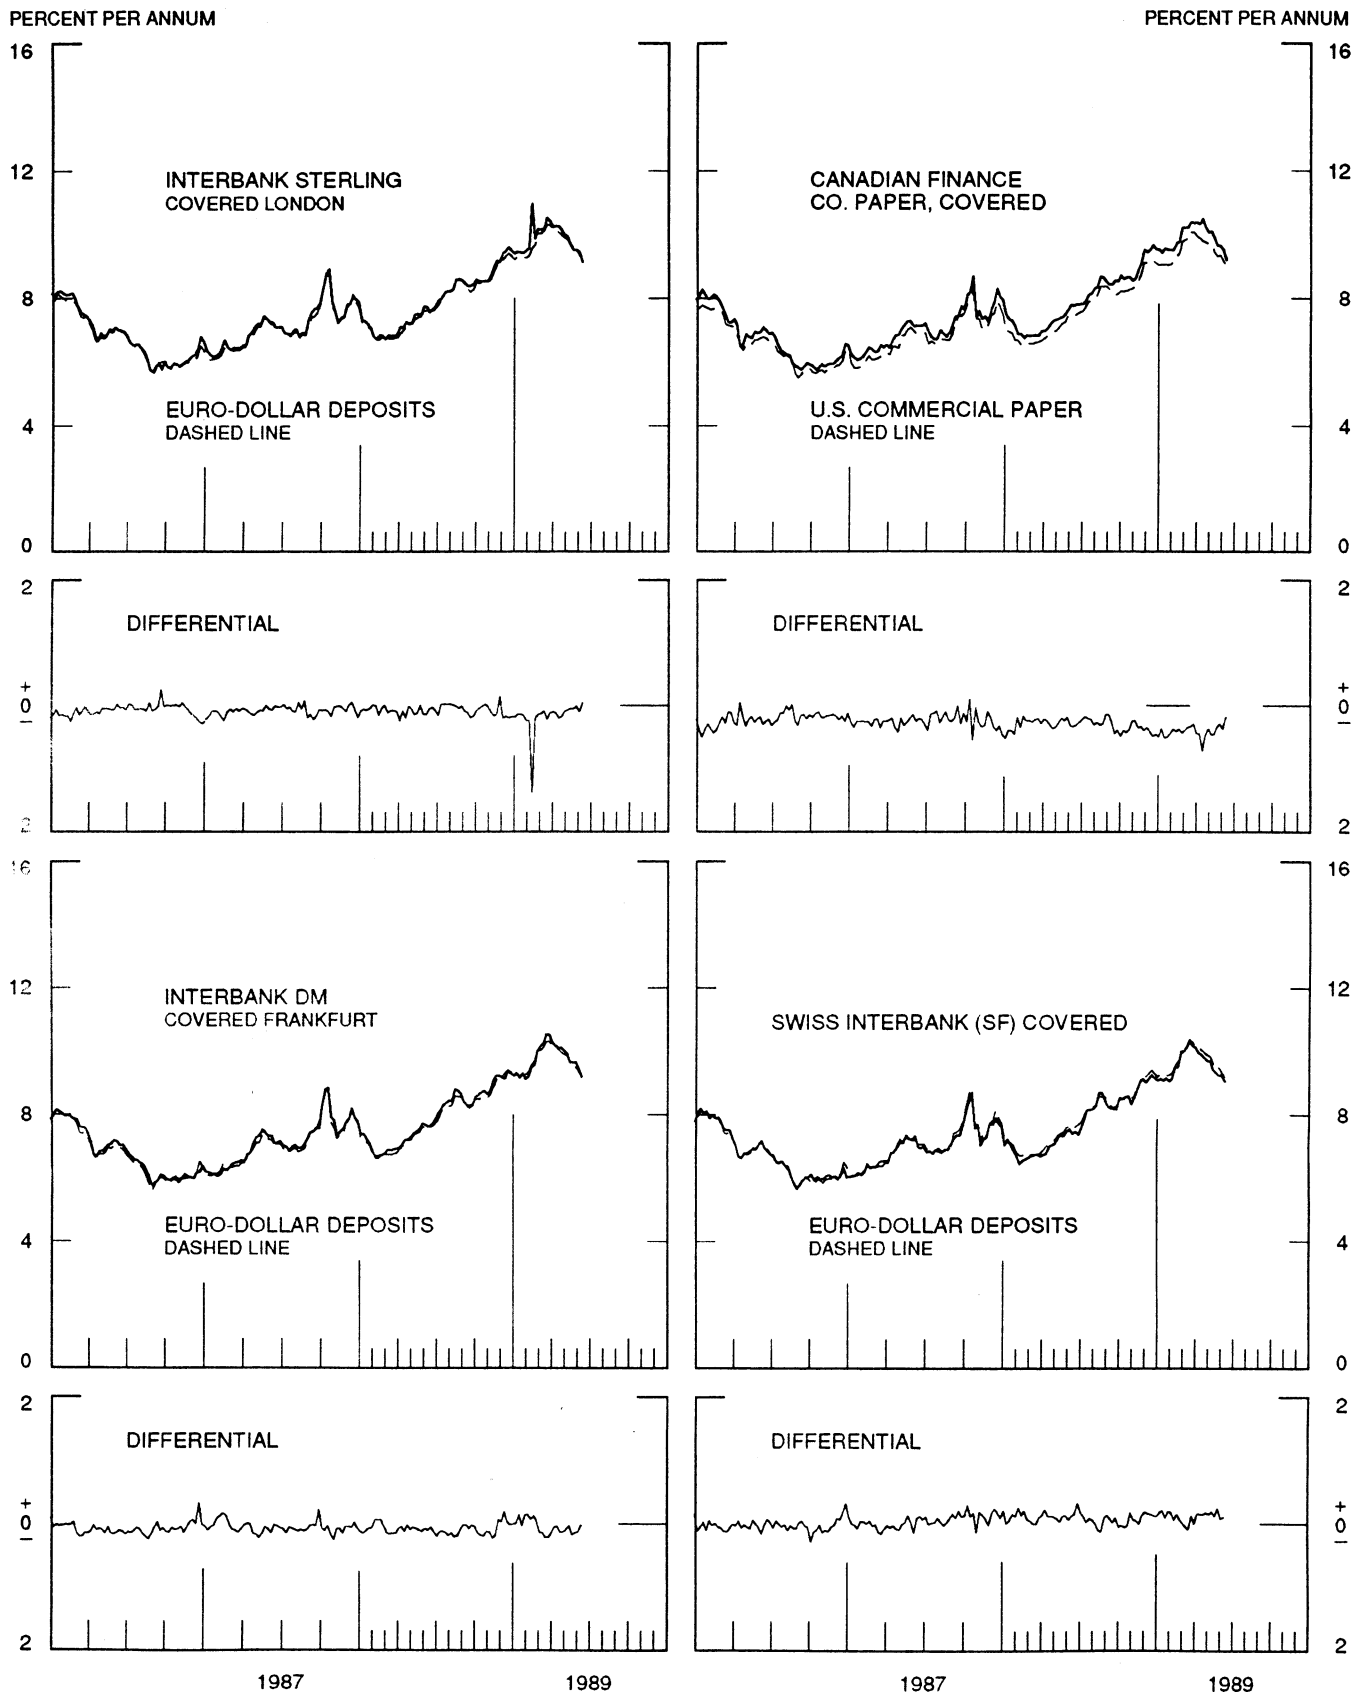 PERCENT PER ANNUM
PERCENT PER ANNUM
16
12
8
4
0
INTERBANK STERLING
COVERED LONDON
EURO-DOLLAR DEPOSITS
DASHED LINE
CANADIAN FINANCE
CO. PAPER, COVERED
U.S. COMMERCIAL PAPER
DASHED LINE
16
12
8
4
0
2
+
0
–
2
DIFFERENTIAL
DIFFERENTIAL
2
+
0
–
2
16
12
8
4
0
INTERBANK DM
COVERED FRANKFURT
EURO-DOLLAR DEPOSITS
DASHED LINE
SWISS INTERBANK (SF) COVERED
EURO-DOLLAR DEPOSITS
DASHED LINE
16
12
8
4
0
2
+
0
–
2
DIFFERENTIAL
DIFFERENTIAL
2
+
0
–
2
1987
1989
1987
1989